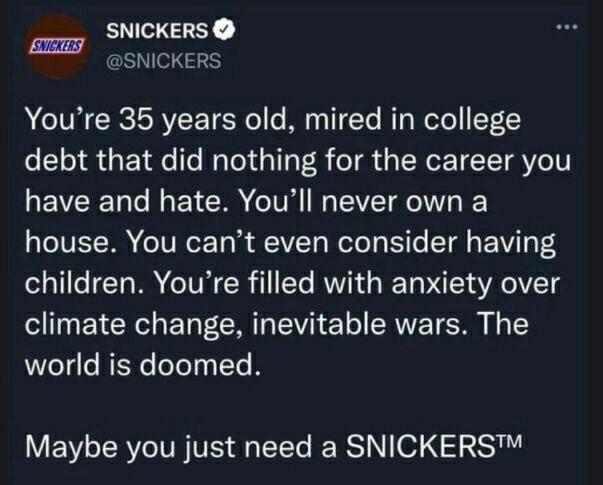 SNICKERS
SNICKERS
@SNICKERS
You’re 35 years old, mired in college
debt that did nothing for the career you
have and hate. You’ll never own a
house. You can’t even consider having
children. You’re filled with anxiety over
climate change, inevitable wars. The
world is doomed.
Maybe you just need a SNICKERS™